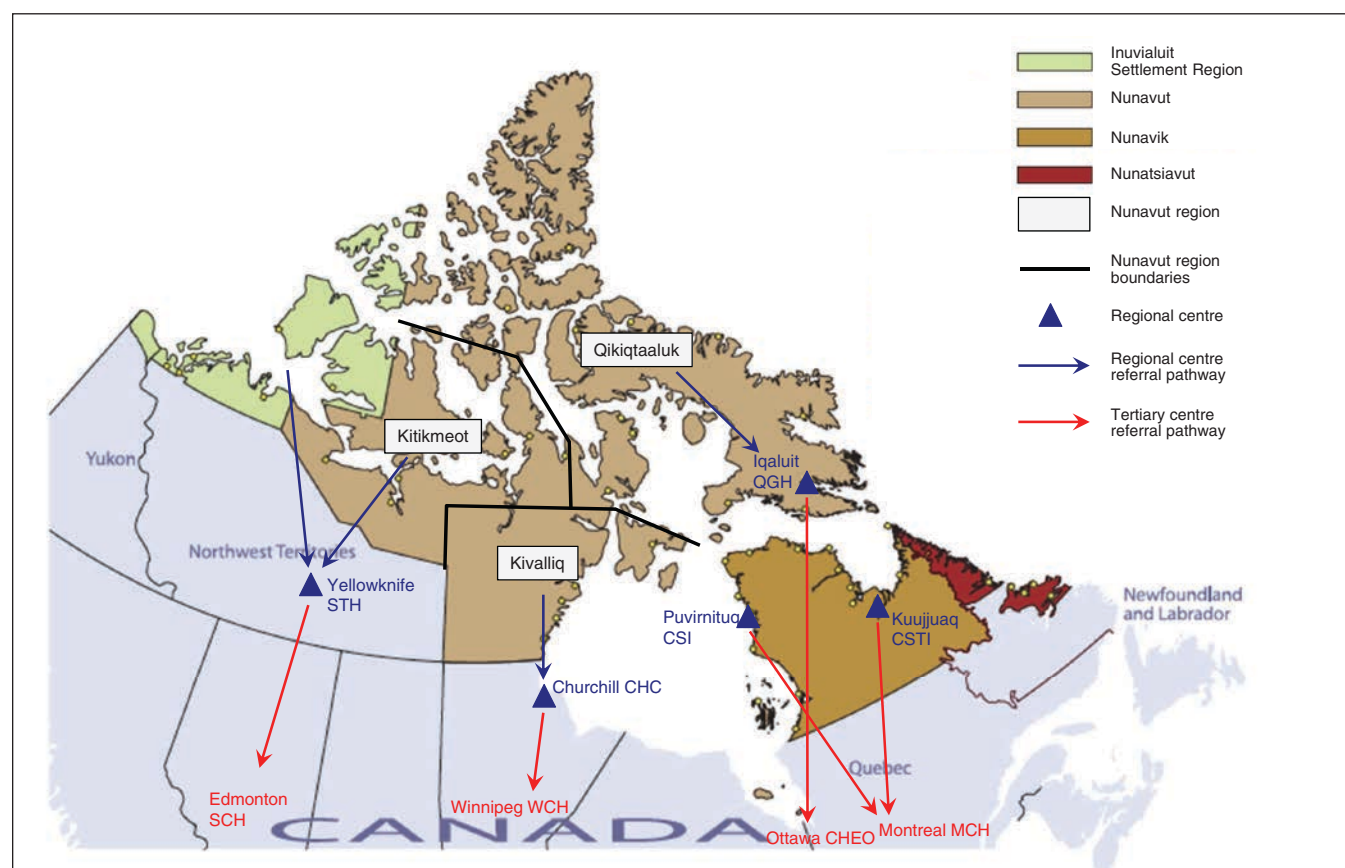 Inuvialuit
Settlement Region
Nunavut
Nunavik
Nunatsiavut
Nunavut region
Nunavut region
boundaries
Regional centre
Regional centre
referral pathway
Tertiary centre
referral pathway
Qikiqtaaluk
Kitikmeot
Iqaluit
QGH
Yukon
Northwest Territories
Kivalliq
Yellowknife
STH
Puvirnituq
CSI
Kuujjuaq
CSTI
Newfoundland
and Labrador
Churchill CHC
Quebec
Edmonton
SCH
Winnipeg WCH
CANADA
Ottawa CHEO
Montreal MCH